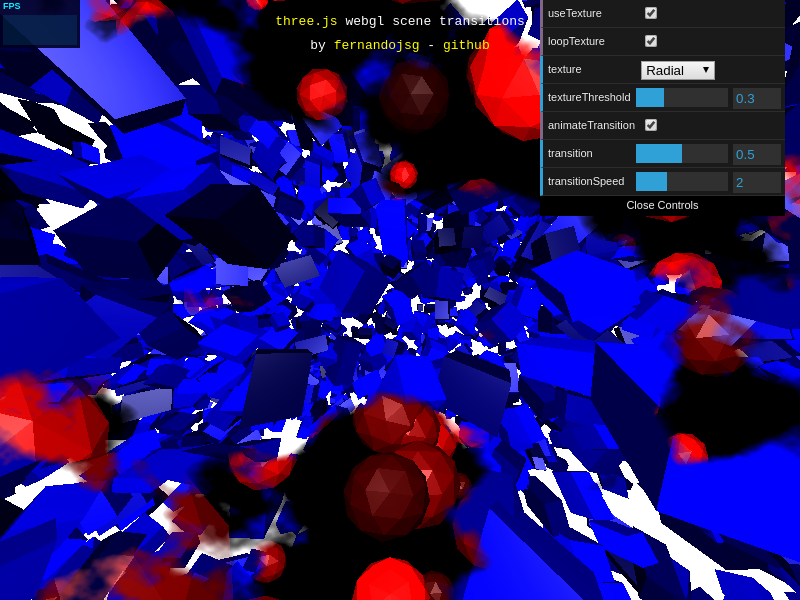 FPS
three.js webgl scene transitions
by fernandojsg - github
useTexture
loopTexture
texture Radial
textureThreshold 0.3
animateTransition
transition 0.5
transitionSpeed 2
Close Controls